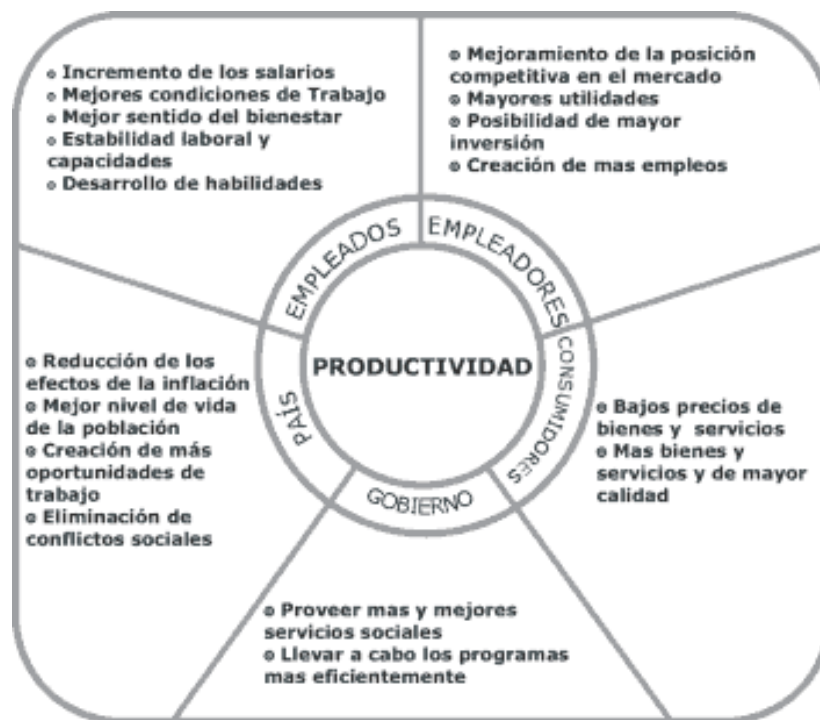 ● Incremento de los salarios
● Mejores condiciones de Trabajo
● Mejor sentido del bienestar
● Estabilidad laboral y
capacidades
● Desarrollo de habilidades
● Mejoramiento de la posición
competitiva en el mercado
● Mayores utilidades
● Posibilidad de mayor
inversión
● Creación de mas empleos
EMPLEADOS
EMPLEADORES
CONSUMIDORES
GOBIERNO
PAÍS
PRODUCTIVIDAD
● Reducción de los
efectos de la inflación
● Mejor nivel de vida
de la población
● Creación de más
oportunidades de
trabajo
● Eliminación de
conflictos sociales
● Bajos precios de
bienes y servicios
● Mas bienes y
servicios y de mayor
calidad
● Proveer mas y mejores
servicios sociales
● Llevar a cabo los programas
mas eficientemente